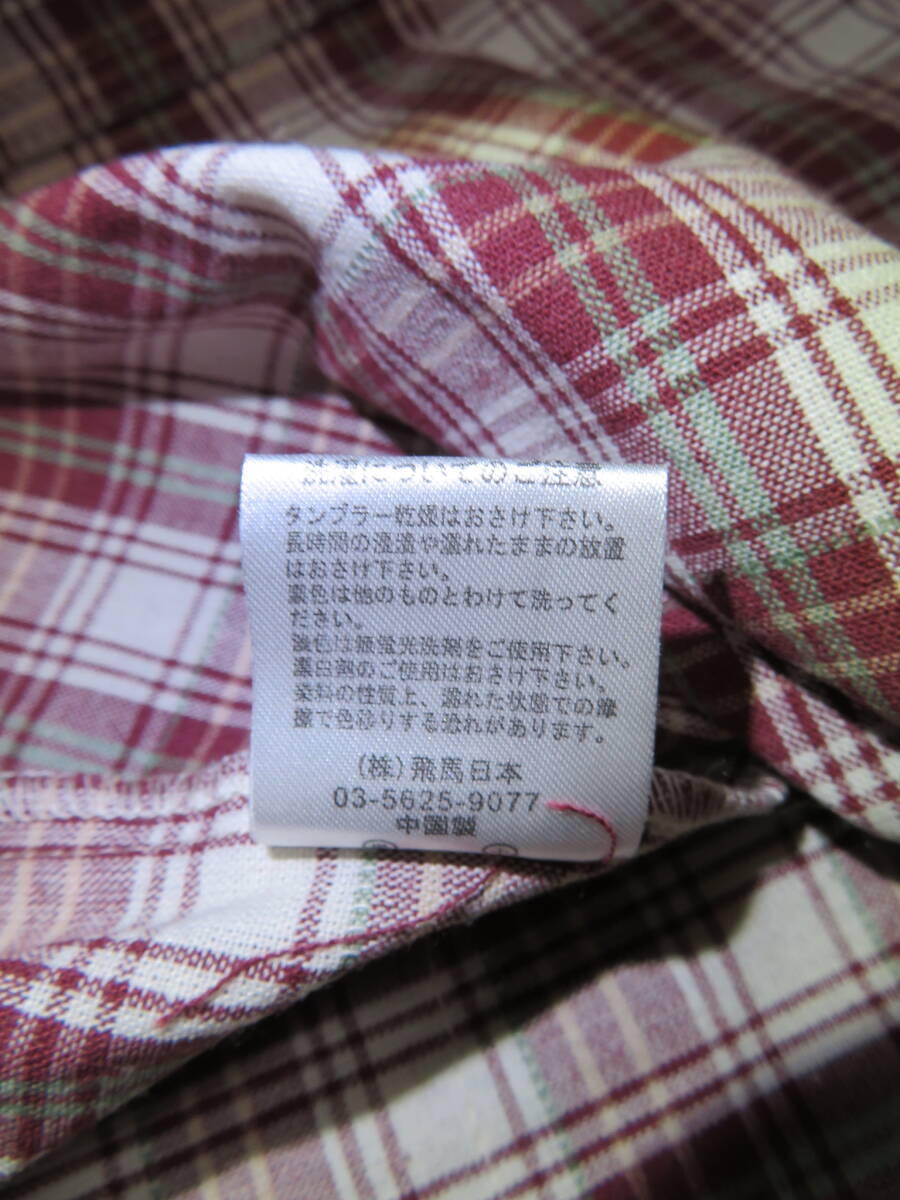 洗濯についてのご注意
タンブラー乾燥はおさけ下さい。
長時間の浸漬や濡れたままの放置
はおさけ下さい。
濃色は他のものとわけて洗ってく
ださい。
淡色は無蛍光洗剤をご使用下さい。
漂白剤のご使用はおさけ下さい。
染料の性質上、濡れた状態での摩
擦で色移りする恐れがあります。
(株)飛馬日本
03-5625-9077
中国製